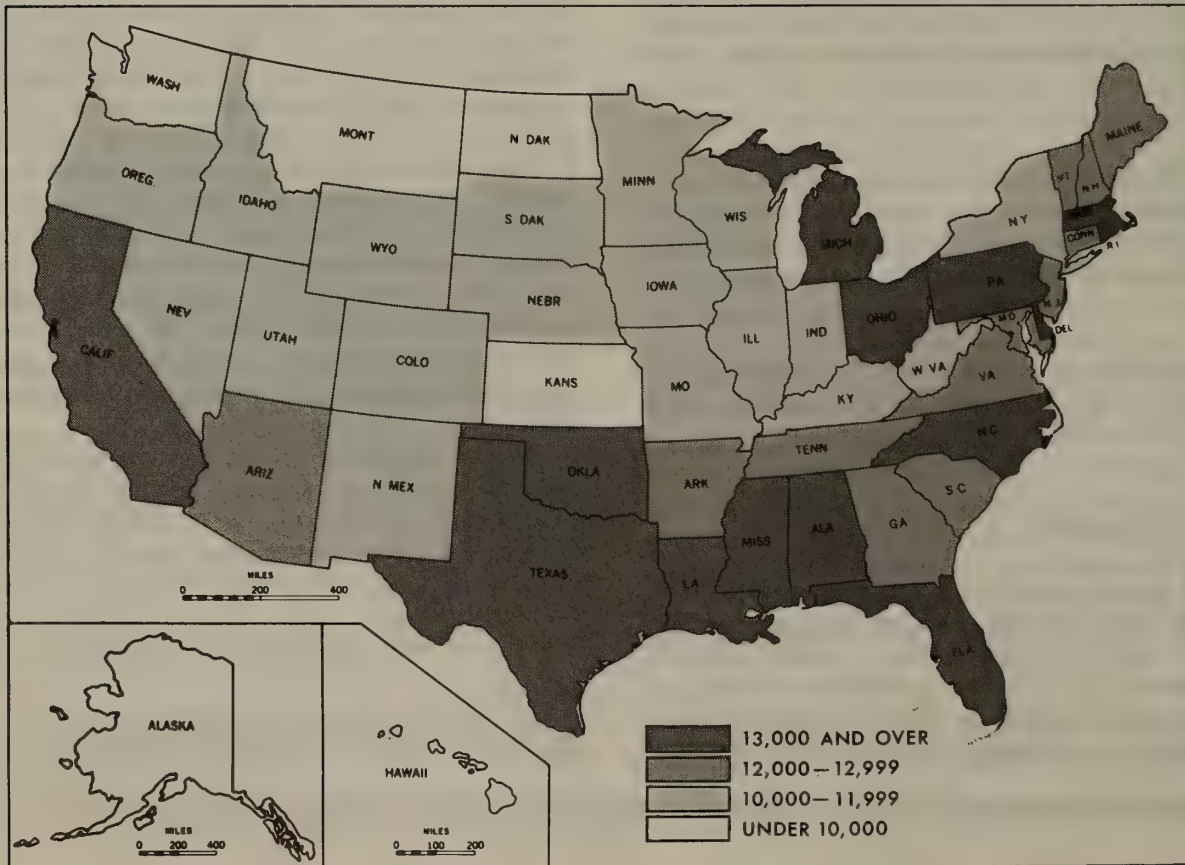 WASH
MONT
N DAK
MINN
OREG.
IDAHO
WYO
S DAK
WIS
MICH
NEBR
IOWA
NEV
UTAH
COLO
KANS
MO
ILL
IND
OHIO
KY
W VA
VA
PA
N Y
VT
N H
MAINE
CONN
R I
N J
M D
DEL
CALIF
ARIZ
N MEX
OKLA
TEXAS
ARK
LA
MISS
ALA
TENN
N C
S C
GA
FLA
MILES
0 200 400
ALASKA
MILES
0 200 400
HAWAII
MILES
0 100 200
13,000 AND OVER
12,000–12,999
10,000–11,999
UNDER 10,000